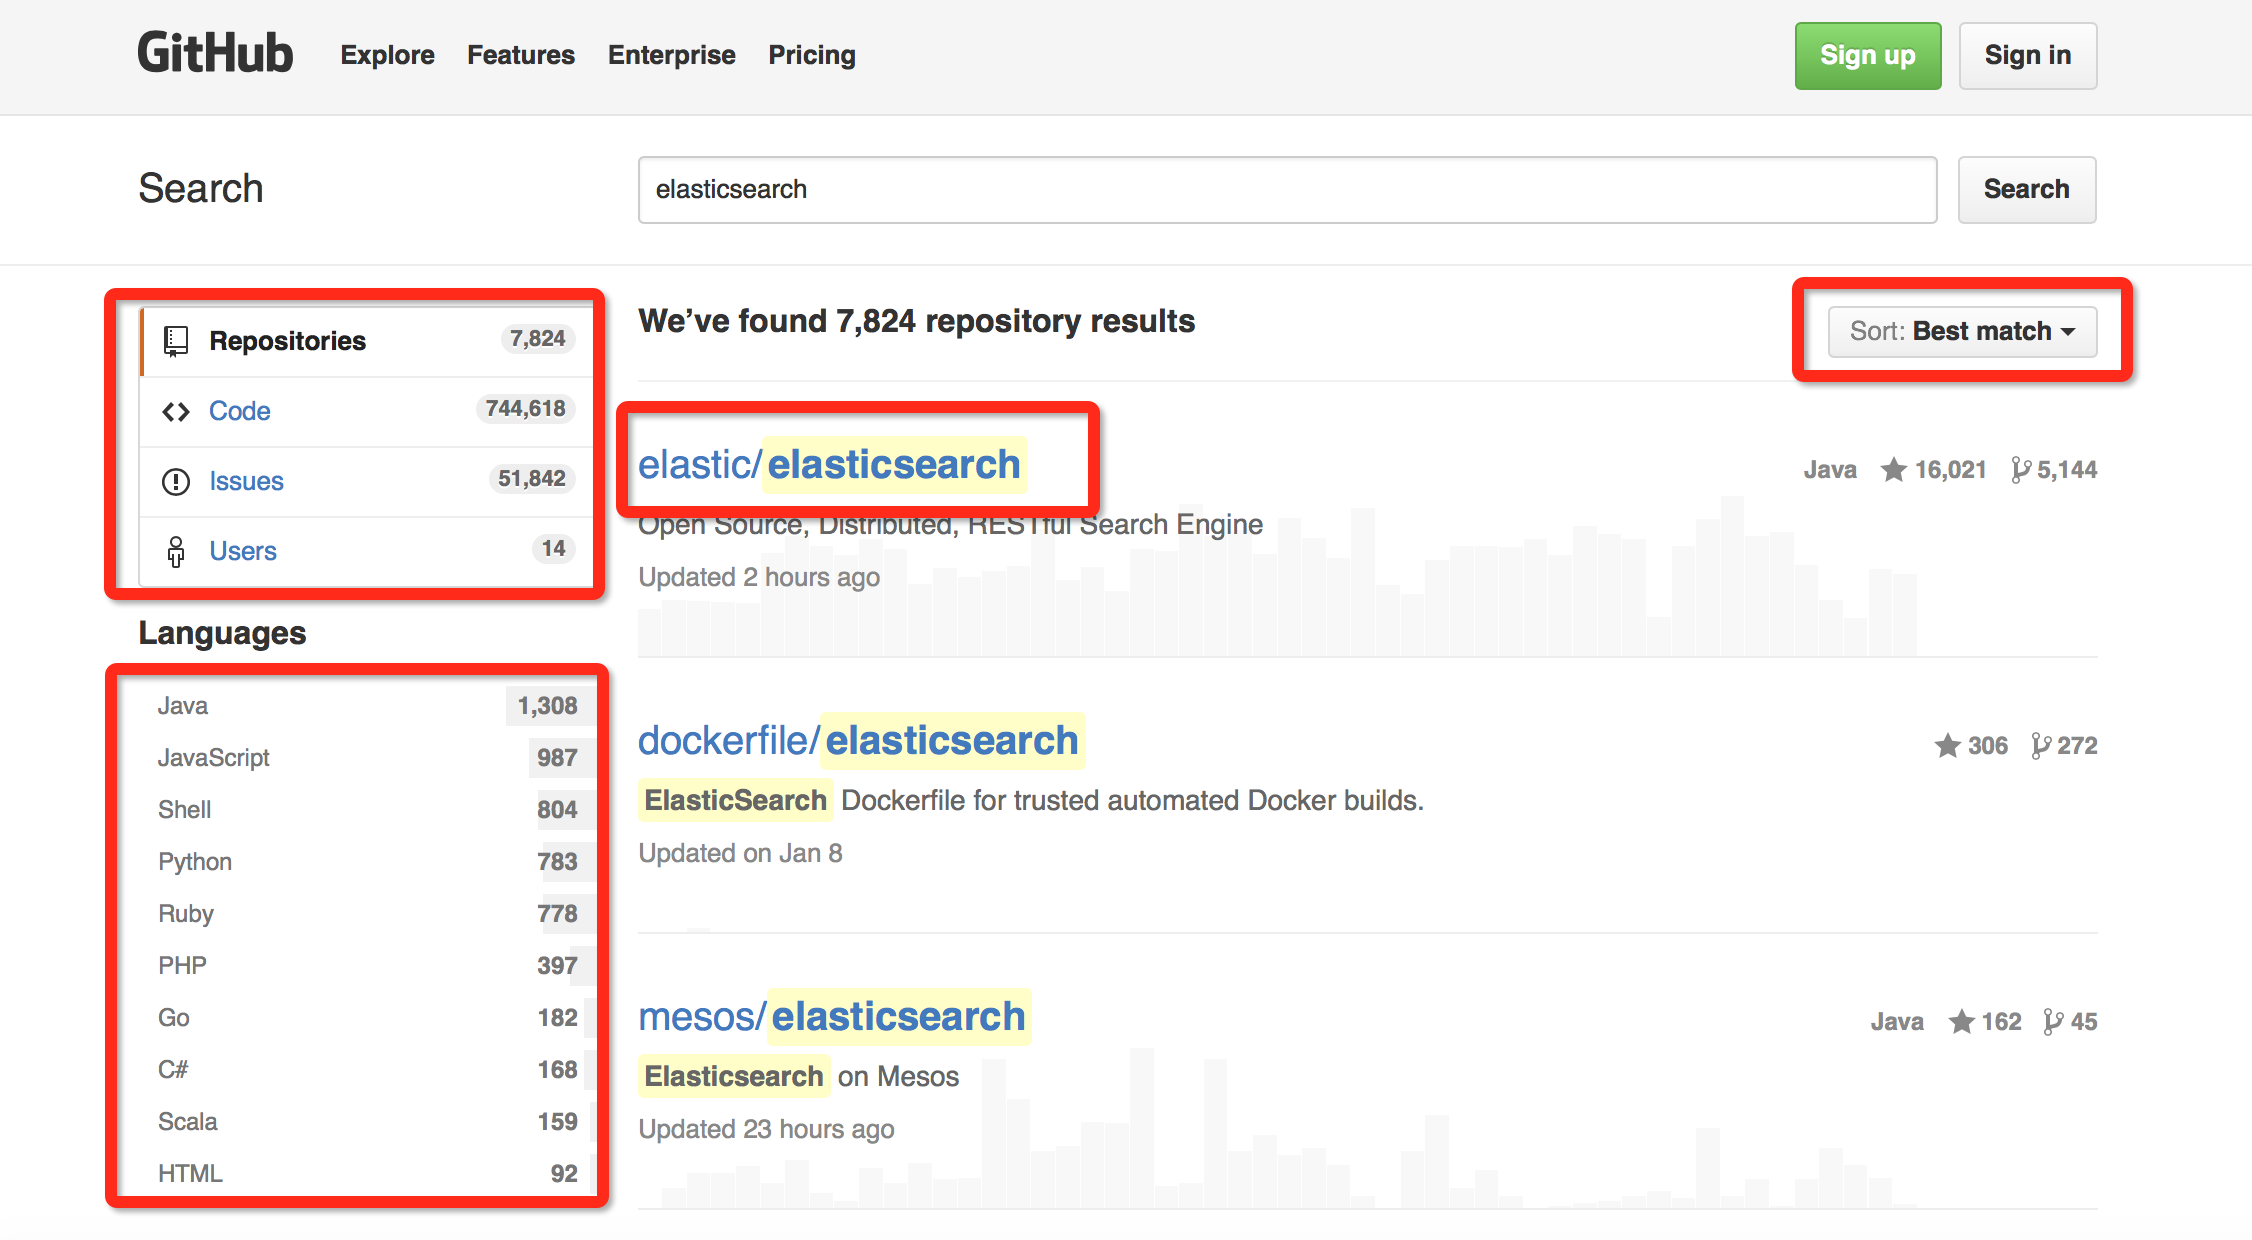 GitHub Explore Features Enterprise Pricing Sign up Sign in
Search elasticsearch Search
Repositories 7,824
Code 744,618
Issues 51,842
Users 14
Languages
Java 1,308
JavaScript 987
Shell 804
Python 783
Ruby 778
PHP 397
Go 182
C# 168
Scala 159
HTML 92
We’ve found 7,824 repository results Sort: Best match
elastic/elasticsearch Java 16,021 5,144
Open Source, Distributed, RESTful Search Engine
Updated 2 hours ago
dockerfile/elasticsearch 306 272
ElasticSearch Dockerfile for trusted automated Docker builds.
Updated on Jan 8
mesos/elasticsearch Java 162 45
Elasticsearch on Mesos
Updated 23 hours ago